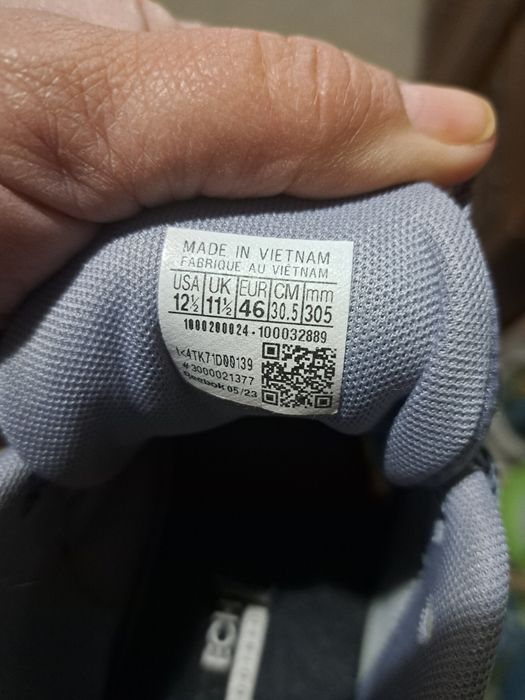 MADE IN VIETNAM
FABRIQUE AU VIETNAM
USA UK EUR CM mm
12½ 11½ 46 30.5 305
1000200024-100032889
1<4TK71D00139
#3000021377
Reebok 05/23
ECH